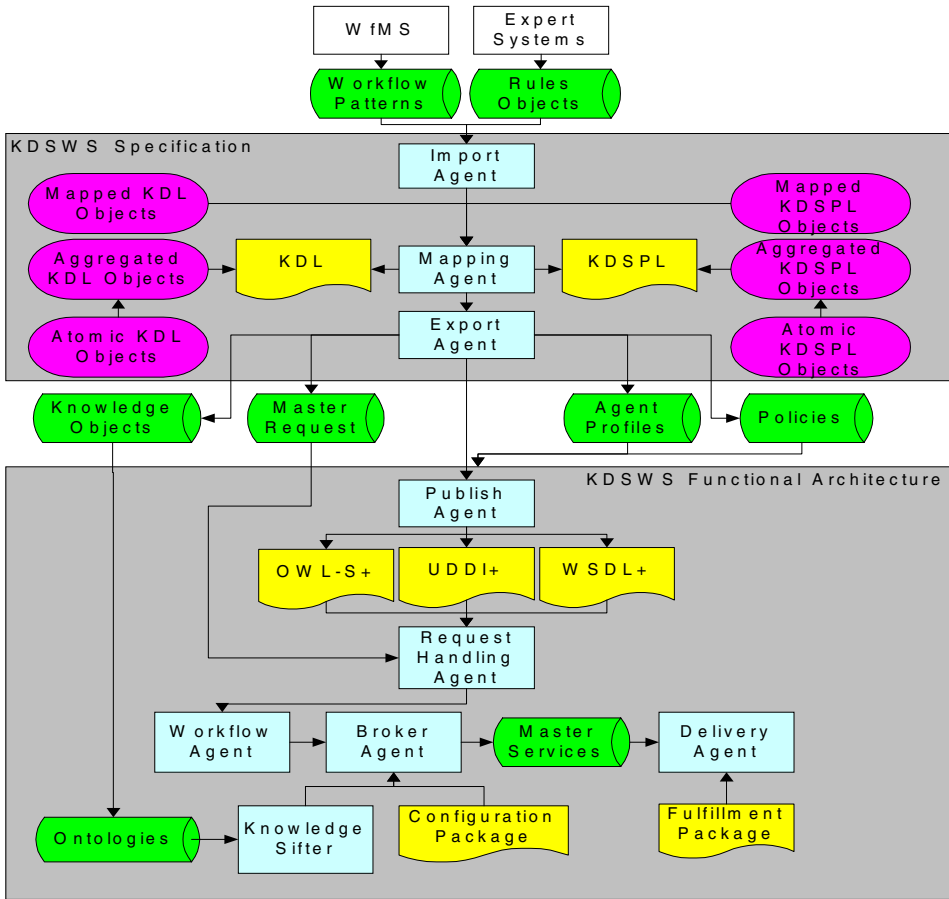 WfMS
Expert
Systems
Workflow
Patterns
Rules
Objects
KDSWS Specification
Import
Agent
Mapped KDL
Objects
Mapped
KDSPL
Objects
Aggregated
KDL Objects
KDL
Mapping
Agent
KDSPL
Aggregated
KDSPL
Objects
Atomic KDL
Objects
Export
Agent
Atomic
KDSPL
Objects
Knowledge
Objects
Master
Request
Agent
Profiles
Policies
KDSWS Functional Architecture
Publish
Agent
OWL-S+
UDDI+
WSDL+
Request
Handling
Agent
Workflow
Agent
Broker
Agent
Master
Services
Delivery
Agent
Ontologies
Knowledge
Sifter
Configuration
Package
Fulfillment
Package